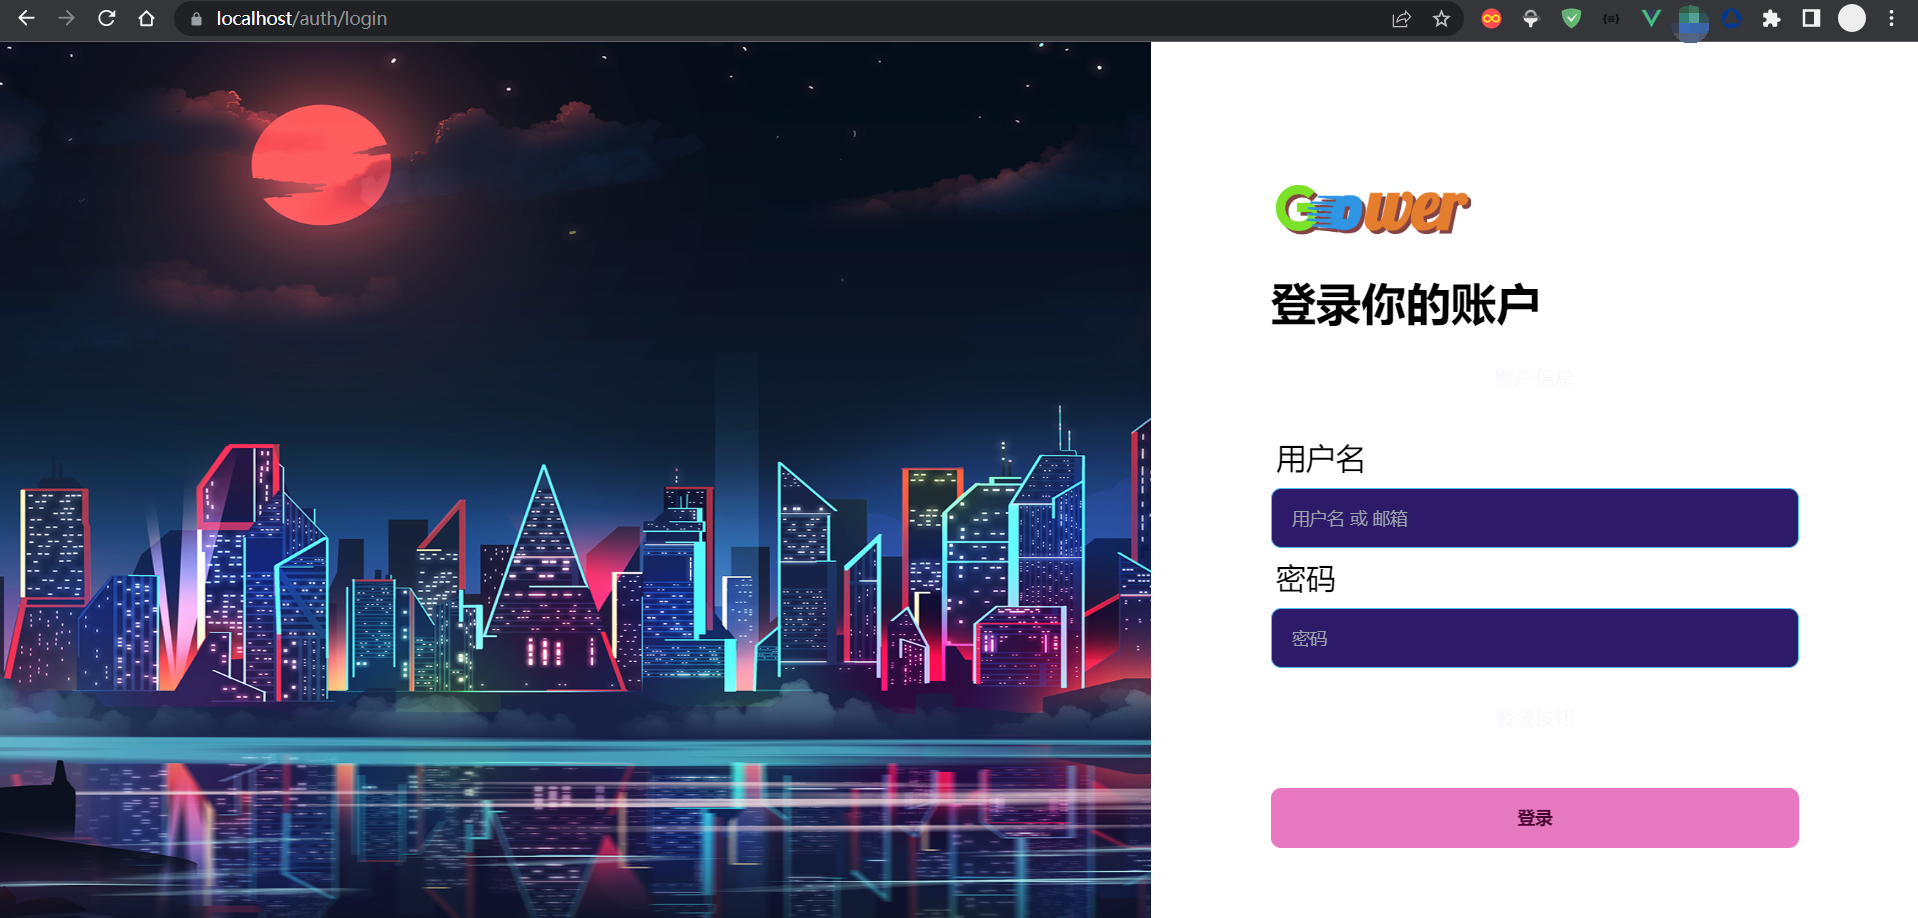 localhost/auth/login
Gower
登录你的账户
账户信息
用户名
用户名 或 邮箱
密码
密码
登录按钮
登录